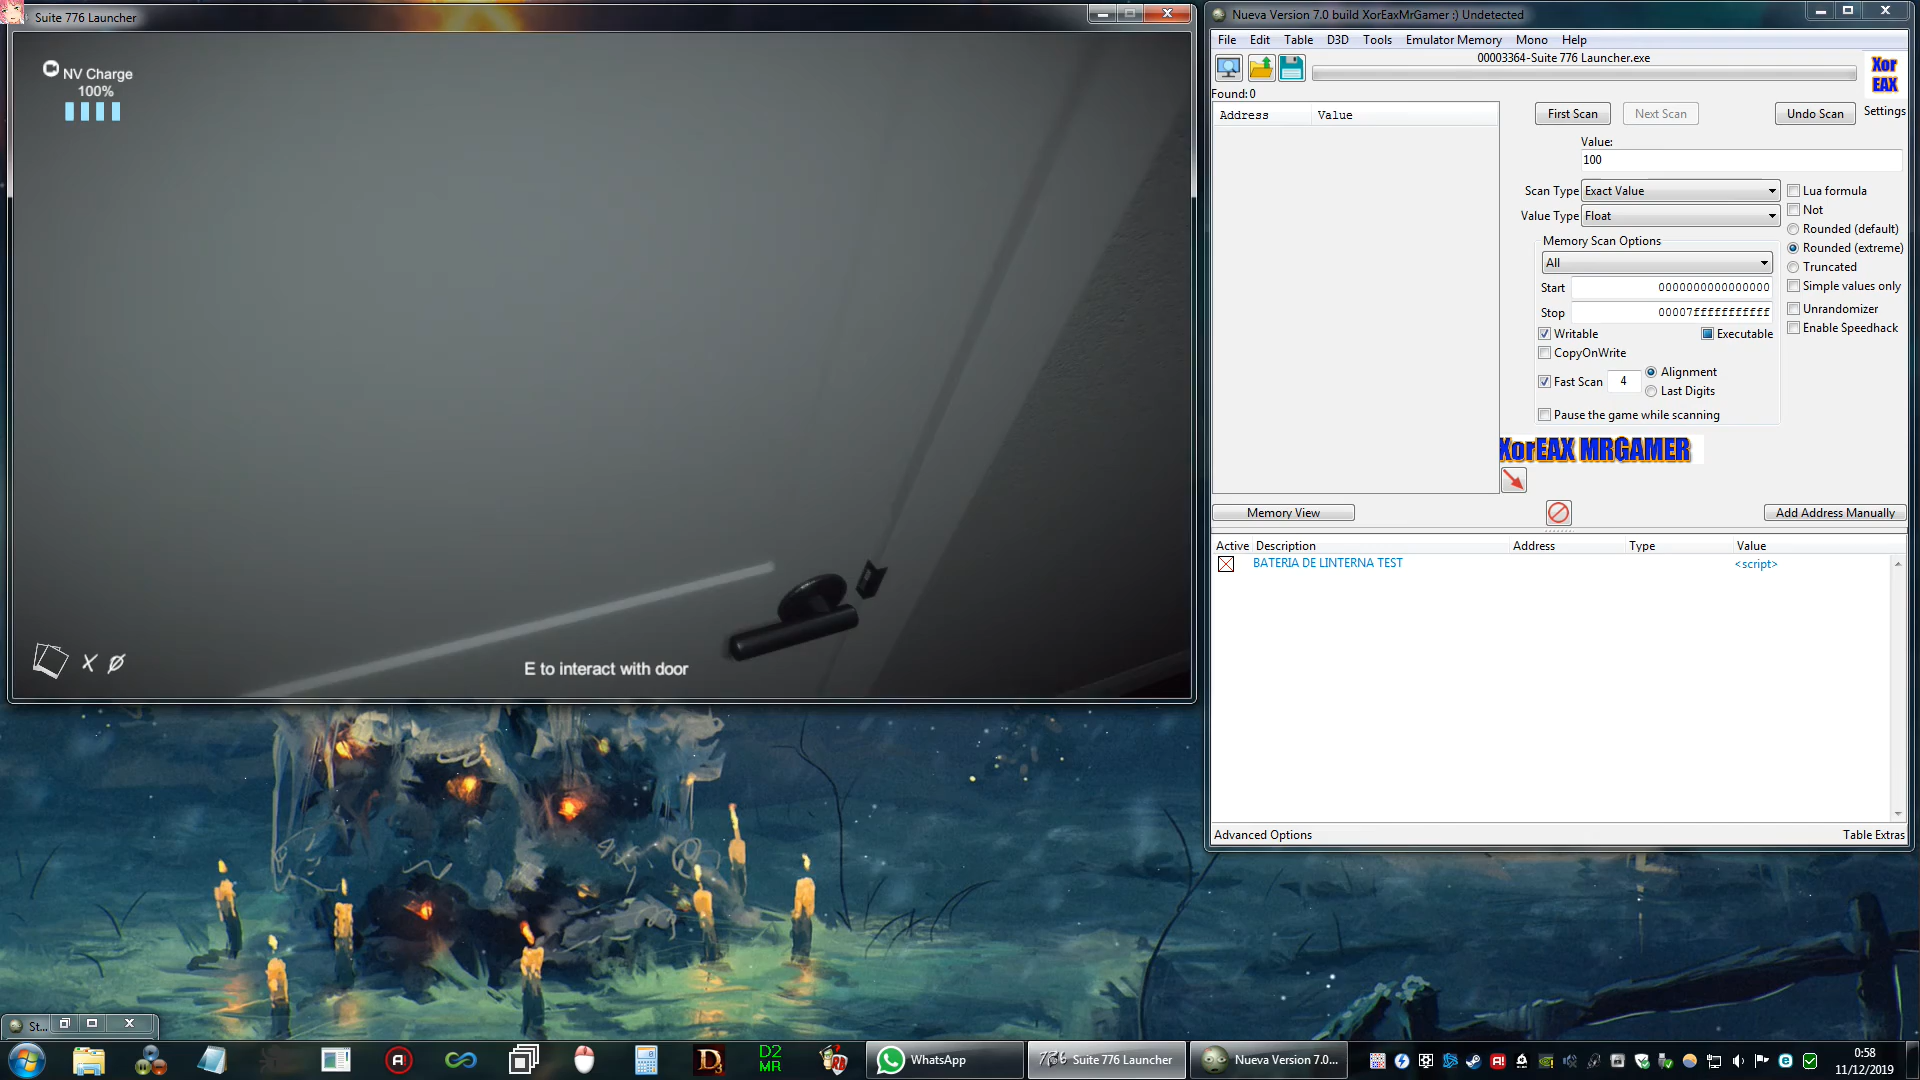 Suite 776 Launcher
NV Charge
100%
E to interact with door
Nueva Version 7.0 build XorEaxMrGamer :) Undetected
File Edit Table D3D Tools Emulator Memory Mono Help
00003364-Suite 776 Launcher.exe
Xor
EAX
Found: 0
Settings
Address Value
First Scan Next Scan Undo Scan
Value:
100
Scan Type Exact Value
Lua formula
Value Type Float
Not
Rounded (default)
Rounded (extreme)
Truncated
Simple values only
Unrandomizer
Enable Speedhack
Memory Scan Options
All
Start 0000000000000000
Stop 00007fffffffffff
Writable Executable
CopyOnWrite
Fast Scan 4 Alignment
Last Digits
Pause the game while scanning
XorEAX MRGAMER
Memory View Add Address Manually
Active Description Address Type Value
BATERIA DE LINTERNA TEST <script>
Advanced Options Table Extras
St...
D2
MR
WhatsApp
776 Suite 776 Launcher
Nueva Version 7.0...
0:58
11/12/2019